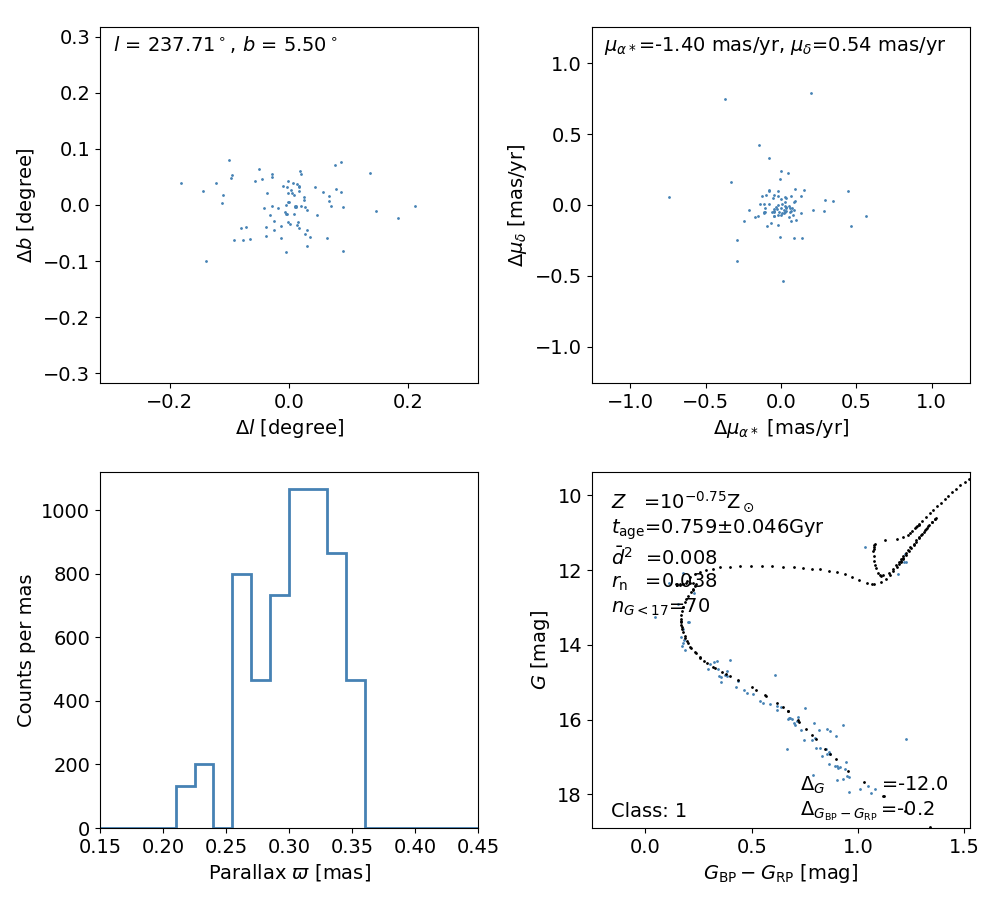 l = 237.71°, b = 5.50°
0.3
0.2
0.1
0.0
−0.1
−0.2
−0.3
Δb [degree]
−0.2 0.0 0.2
Δl [degree]
μα∗=-1.40 mas/yr, μδ=0.54 mas/yr
1.0
0.5
0.0
−0.5
−1.0
Δμδ [mas/yr]
−1.0 −0.5 0.0 0.5 1.0
Δμα∗ [mas/yr]
1000
800
600
400
200
0
Counts per mas
0.15 0.20 0.25 0.30 0.35 0.40 0.45
Parallax ϖ [mas]
Z =10^−0.75 Z⊙
tage=0.759±0.046Gyr
d̄² =0.008
rn =0.038
nG<17=70
10
12
14
16
18
G [mag]
ΔG =-12.0
ΔGBP−GRP=-0.2
Class: 1
0.0 0.5 1.0 1.5
GBP − GRP [mag]